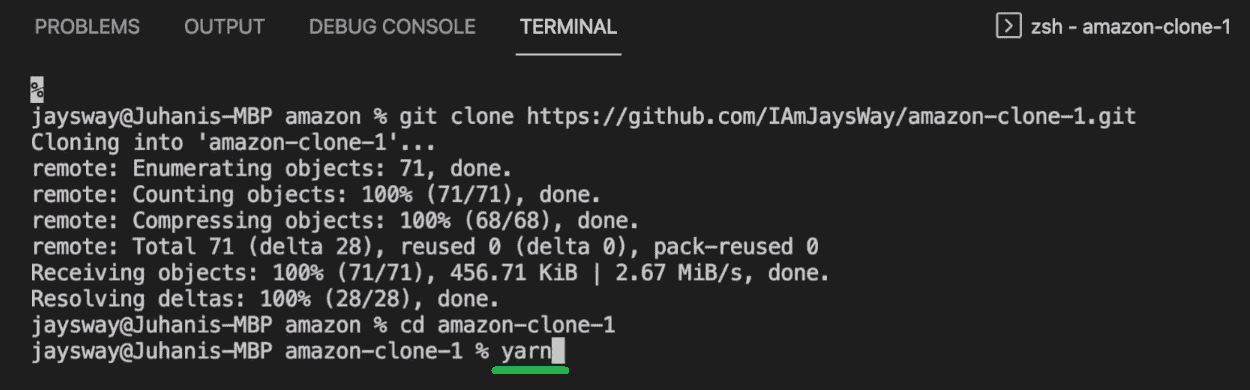 PROBLEMS OUTPUT DEBUG CONSOLE TERMINAL zsh - amazon-clone-1
%
jaysway@Juhanis-MBP amazon % git clone https://github.com/IAmJaysWay/amazon-clone-1.git
Cloning into 'amazon-clone-1'...
remote: Enumerating objects: 71, done.
remote: Counting objects: 100% (71/71), done.
remote: Compressing objects: 100% (68/68), done.
remote: Total 71 (delta 28), reused 0 (delta 0), pack-reused 0
Receiving objects: 100% (71/71), 456.71 KiB | 2.67 MiB/s, done.
Resolving deltas: 100% (28/28), done.
jaysway@Juhanis-MBP amazon % cd amazon-clone-1
jaysway@Juhanis-MBP amazon-clone-1 % yarn